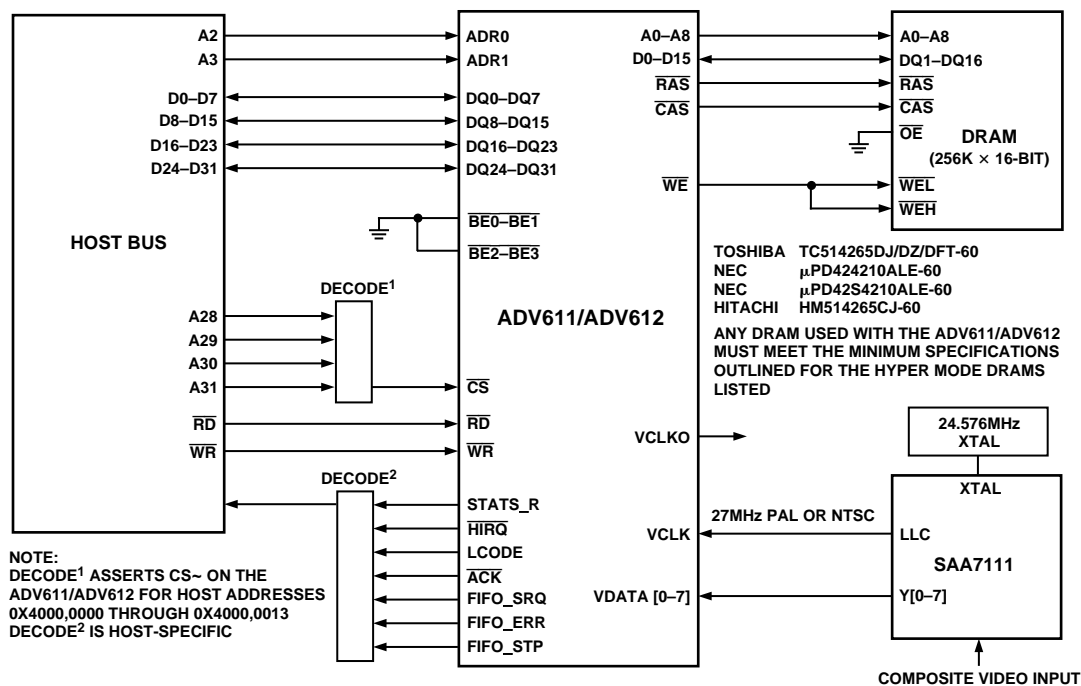 HOST BUS
A2
A3
D0–D7
D8–D15
D16–D23
D24–D31
A28
A29
A30
A31
RD
WR
DECODE1
DECODE2
ADV611/ADV612
ADR0
ADR1
DQ0–DQ7
DQ8–DQ15
DQ16–DQ23
DQ24–DQ31
BE0–BE1
BE2–BE3
CS
RD
WR
STATS_R
HIRQ
LCODE
ACK
FIFO_SRQ
FIFO_ERR
FIFO_STP
A0–A8
D0–D15
RAS
CAS
WE
VCLKO
VCLK
VDATA [0–7]
A0–A8
DQ1–DQ16
RAS
CAS
OE
DRAM
(256K × 16-BIT)
WEL
WEH
TOSHIBA TC514265DJ/DZ/DFT-60
NEC µPD424210ALE-60
NEC µPD42S4210ALE-60
HITACHI HM514265CJ-60
ANY DRAM USED WITH THE ADV611/ADV612
MUST MEET THE MINIMUM SPECIFICATIONS
OUTLINED FOR THE HYPER MODE DRAMS
LISTED
24.576MHz
XTAL
XTAL
27MHz PAL OR NTSC
LLC
SAA7111
Y[0–7]
COMPOSITE VIDEO INPUT
NOTE:
DECODE1 ASSERTS CS~ ON THE
ADV611/ADV612 FOR HOST ADDRESSES
0X4000,0000 THROUGH 0X4000,0013
DECODE2 IS HOST-SPECIFIC